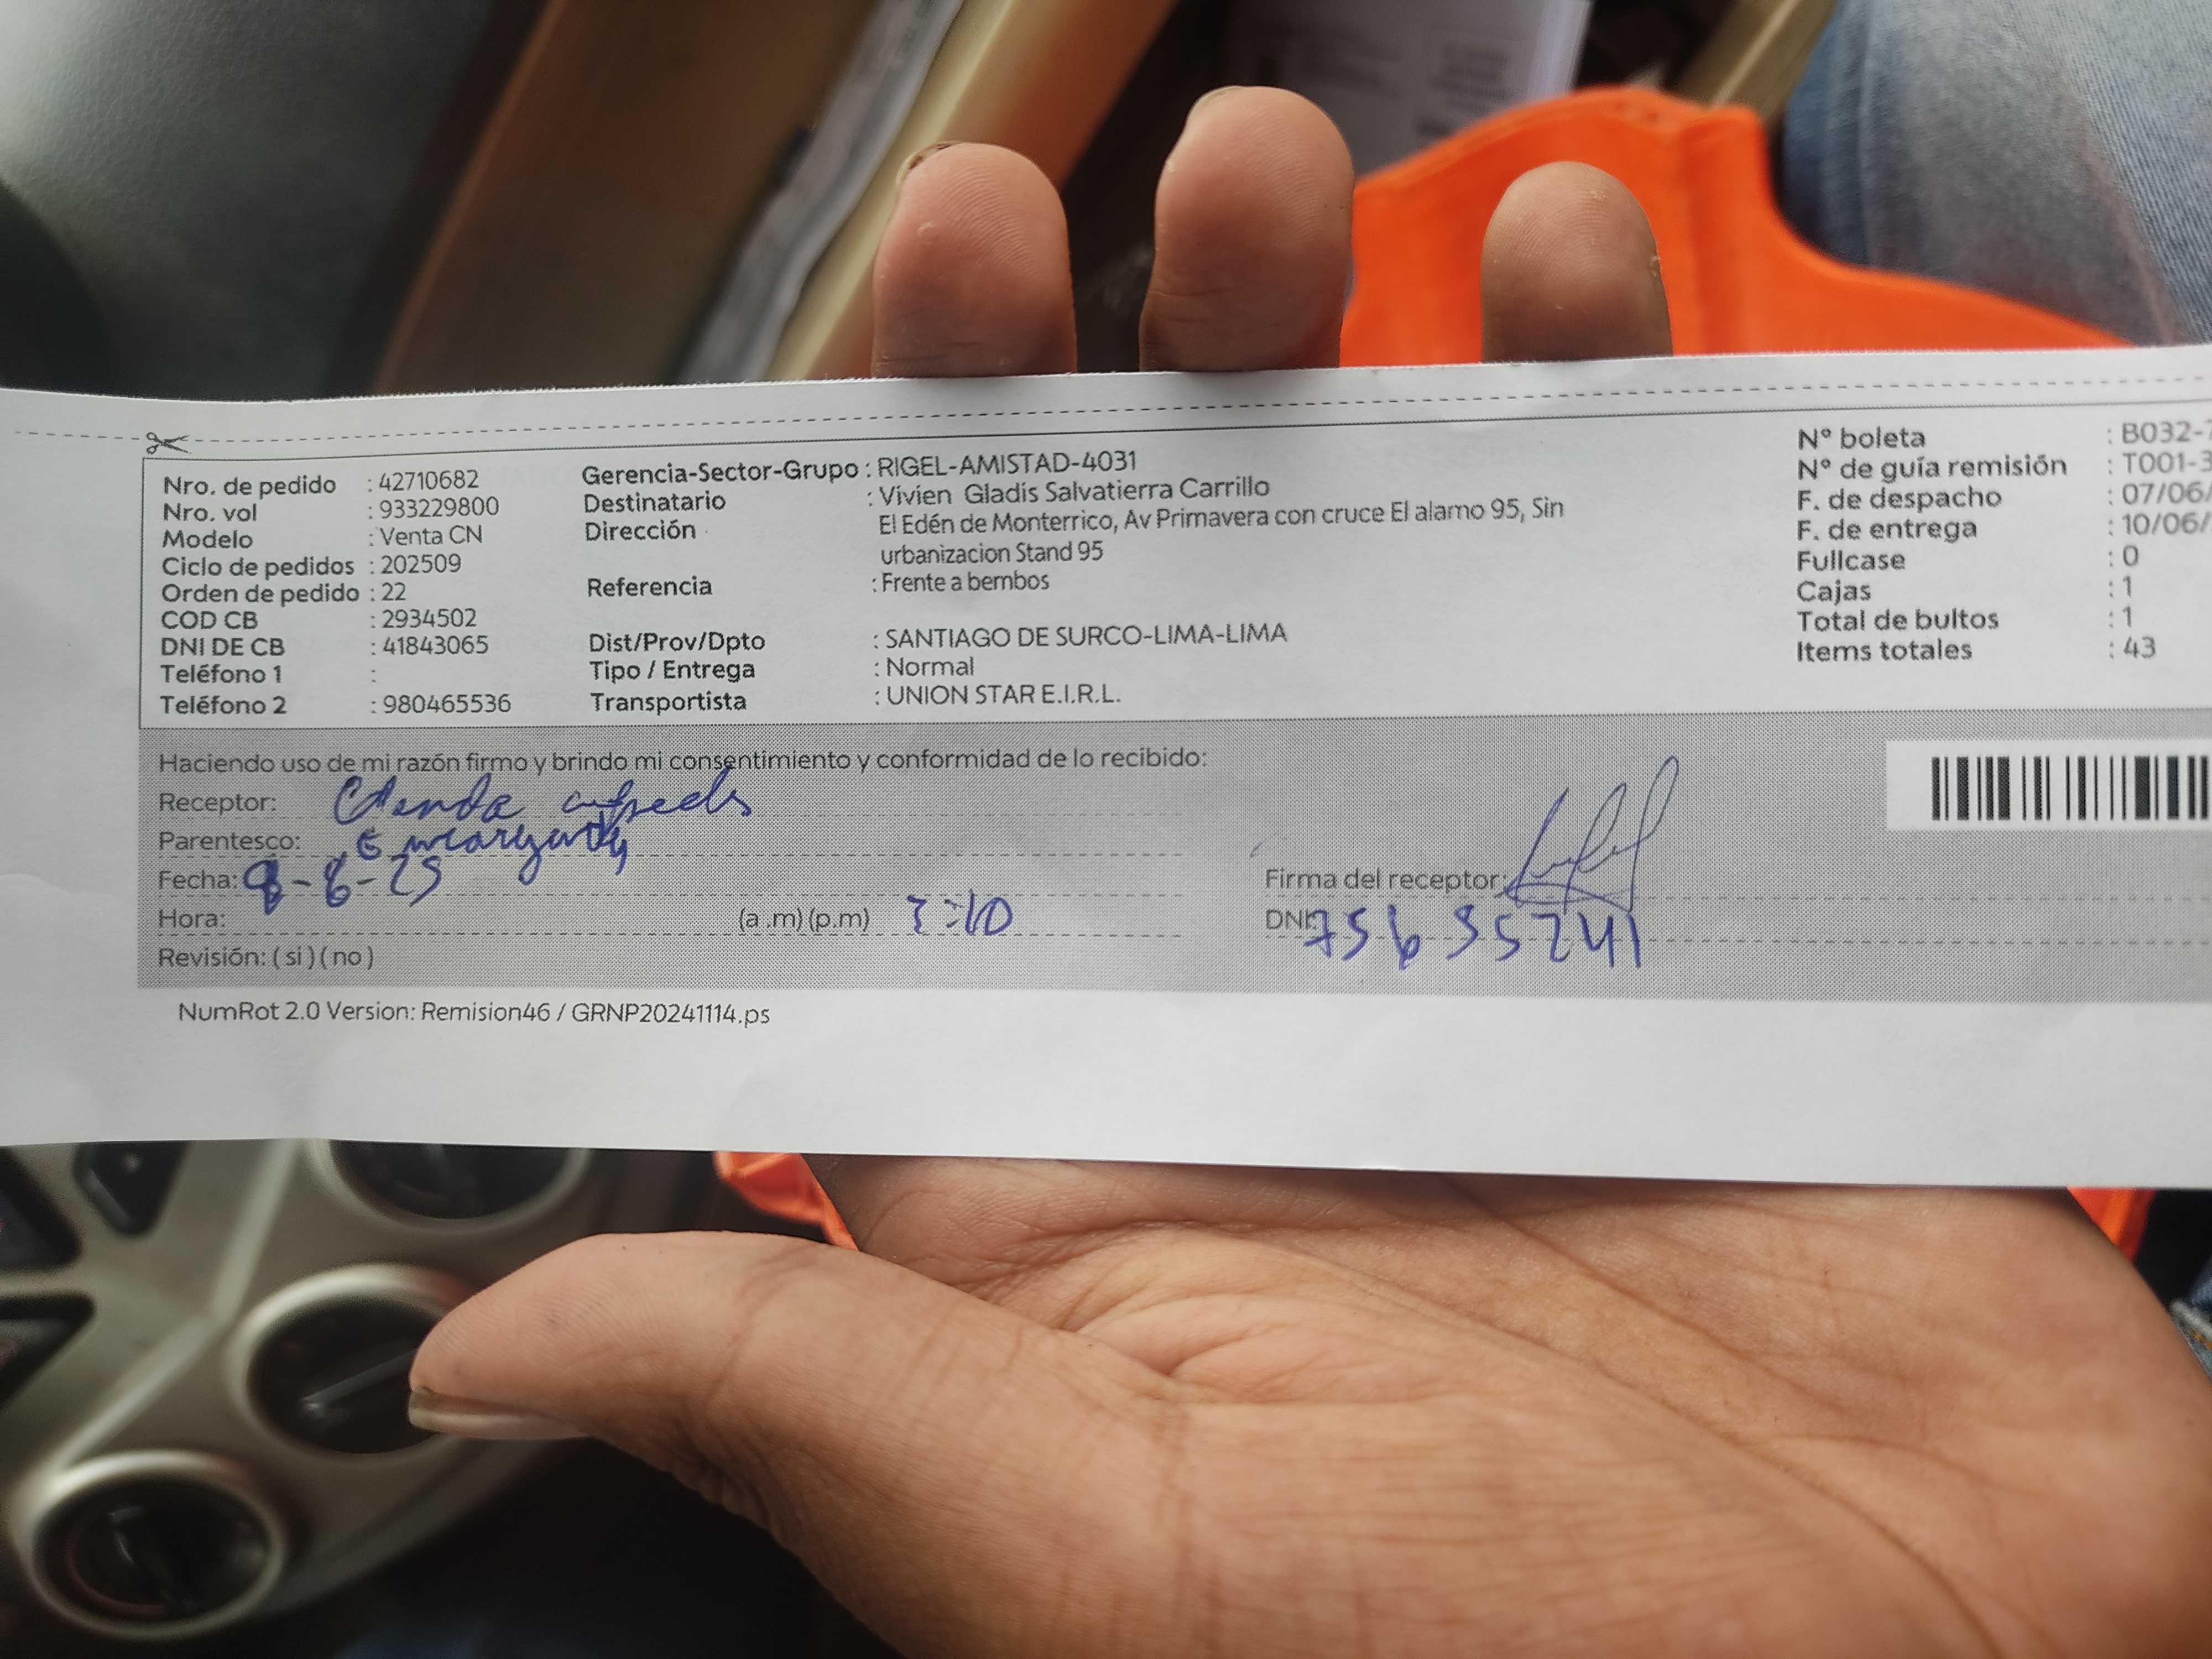 Nro. de pedido : 42710682
Nro. vol : 933229800
Modelo : Venta CN
Ciclo de pedidos : 202509
Orden de pedido : 22
COD CB : 2934502
DNI DE CB : 41843065
Teléfono 1 :
Teléfono 2 : 980465536
Gerencia-Sector-Grupo : RIGEL-AMISTAD-4031
Destinatario : Vivien Gladis Salvatierra Carrillo
Dirección El Edén de Monterrico, Av Primavera con cruce El alamo 95, Sin
urbanizacion Stand 95
Referencia : Frente a bembos
Dist/Prov/Dpto : SANTIAGO DE SURCO-LIMA-LIMA
Tipo / Entrega : Normal
Transportista : UNION STAR E.I.R.L.
N° boleta : B032-
N° de guía remisión : T001-3
F. de despacho : 07/06/
F. de entrega : 10/06/
Fullcase : 0
Cajas : 1
Total de bultos : 1
Items totales : 43
Haciendo uso de mi razón firmo y brindo mi consentimiento y conformidad de lo recibido:
Receptor:
Parentesco: Encargada
Fecha:
Hora: (a .m) (p.m) :10
Revisión: ( si ) ( no )
Firma del receptor:
DNI:
NumRot 2.0 Version: Remision46 / GRNP20241114.ps